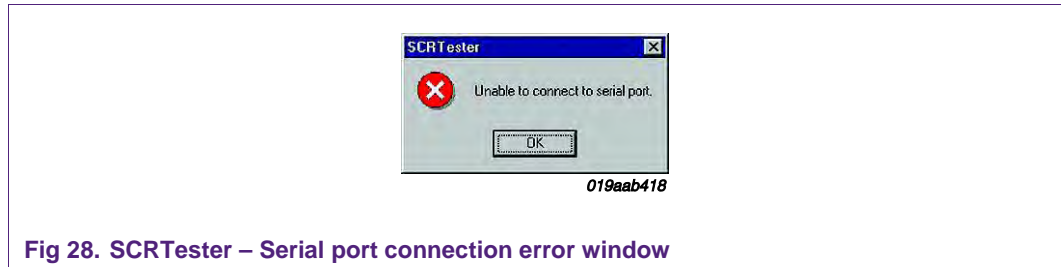 SCRTester
Unable to connect to serial port.
OK
019aab418
Fig 28. SCRTester – Serial port connection error window